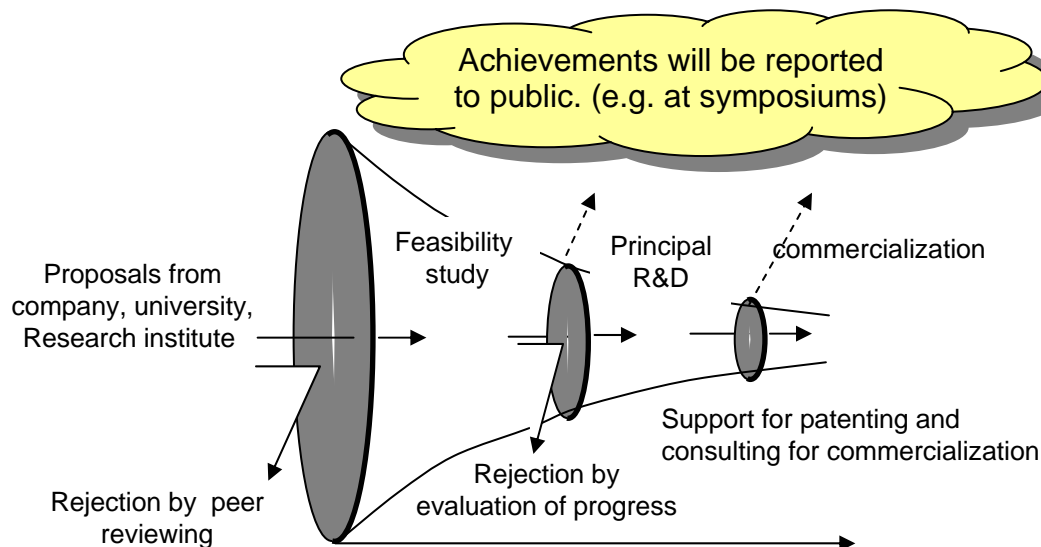 Achievements will be reported
to public. (e.g. at symposiums)
Feasibility
study
Principal
R&D
commercialization
Proposals from
company, university,
Research institute
Support for patenting and
consulting for commercialization
Rejection by
evaluation of progress
Rejection by  peer
reviewing